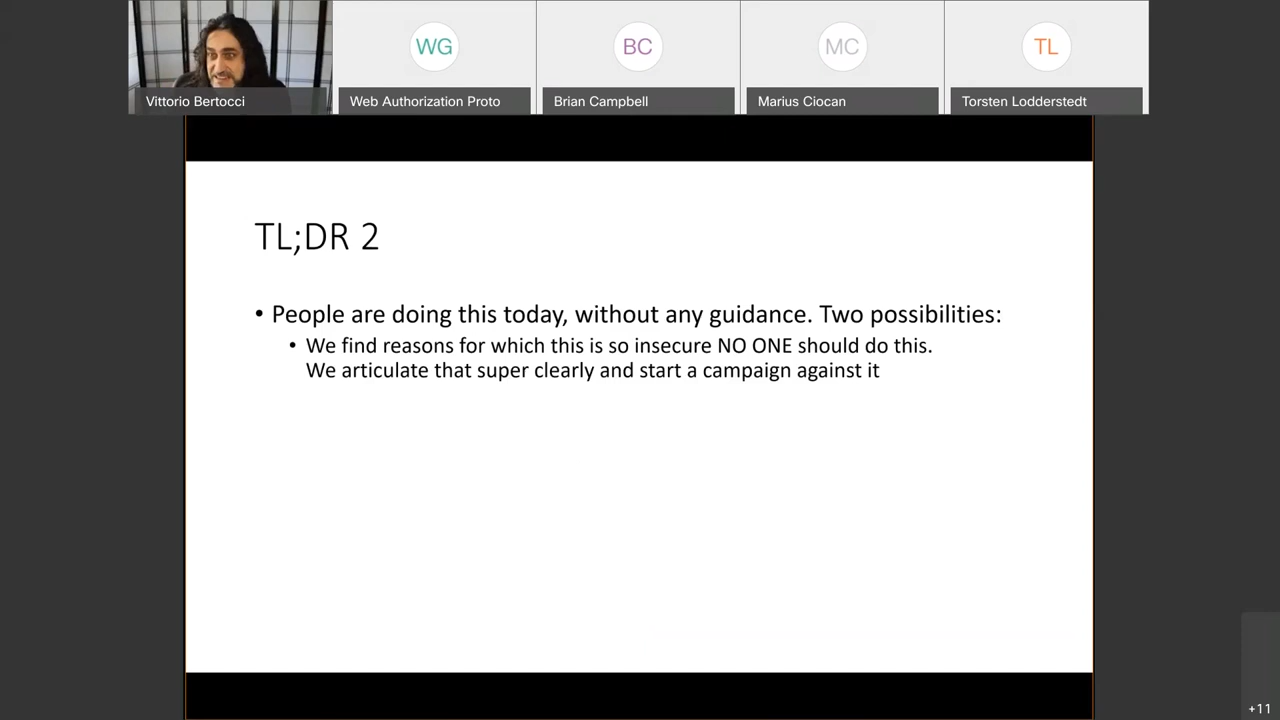 WG
BC
MC
TL
Vittorio Bertocci
Web Authorization Proto
Brian Campbell
Marius Ciocan
Torsten Lodderstedt
TL;DR 2
• People are doing this today, without any guidance. Two possibilities:
• We find reasons for which this is so insecure NO ONE should do this.
We articulate that super clearly and start a campaign against it
+11